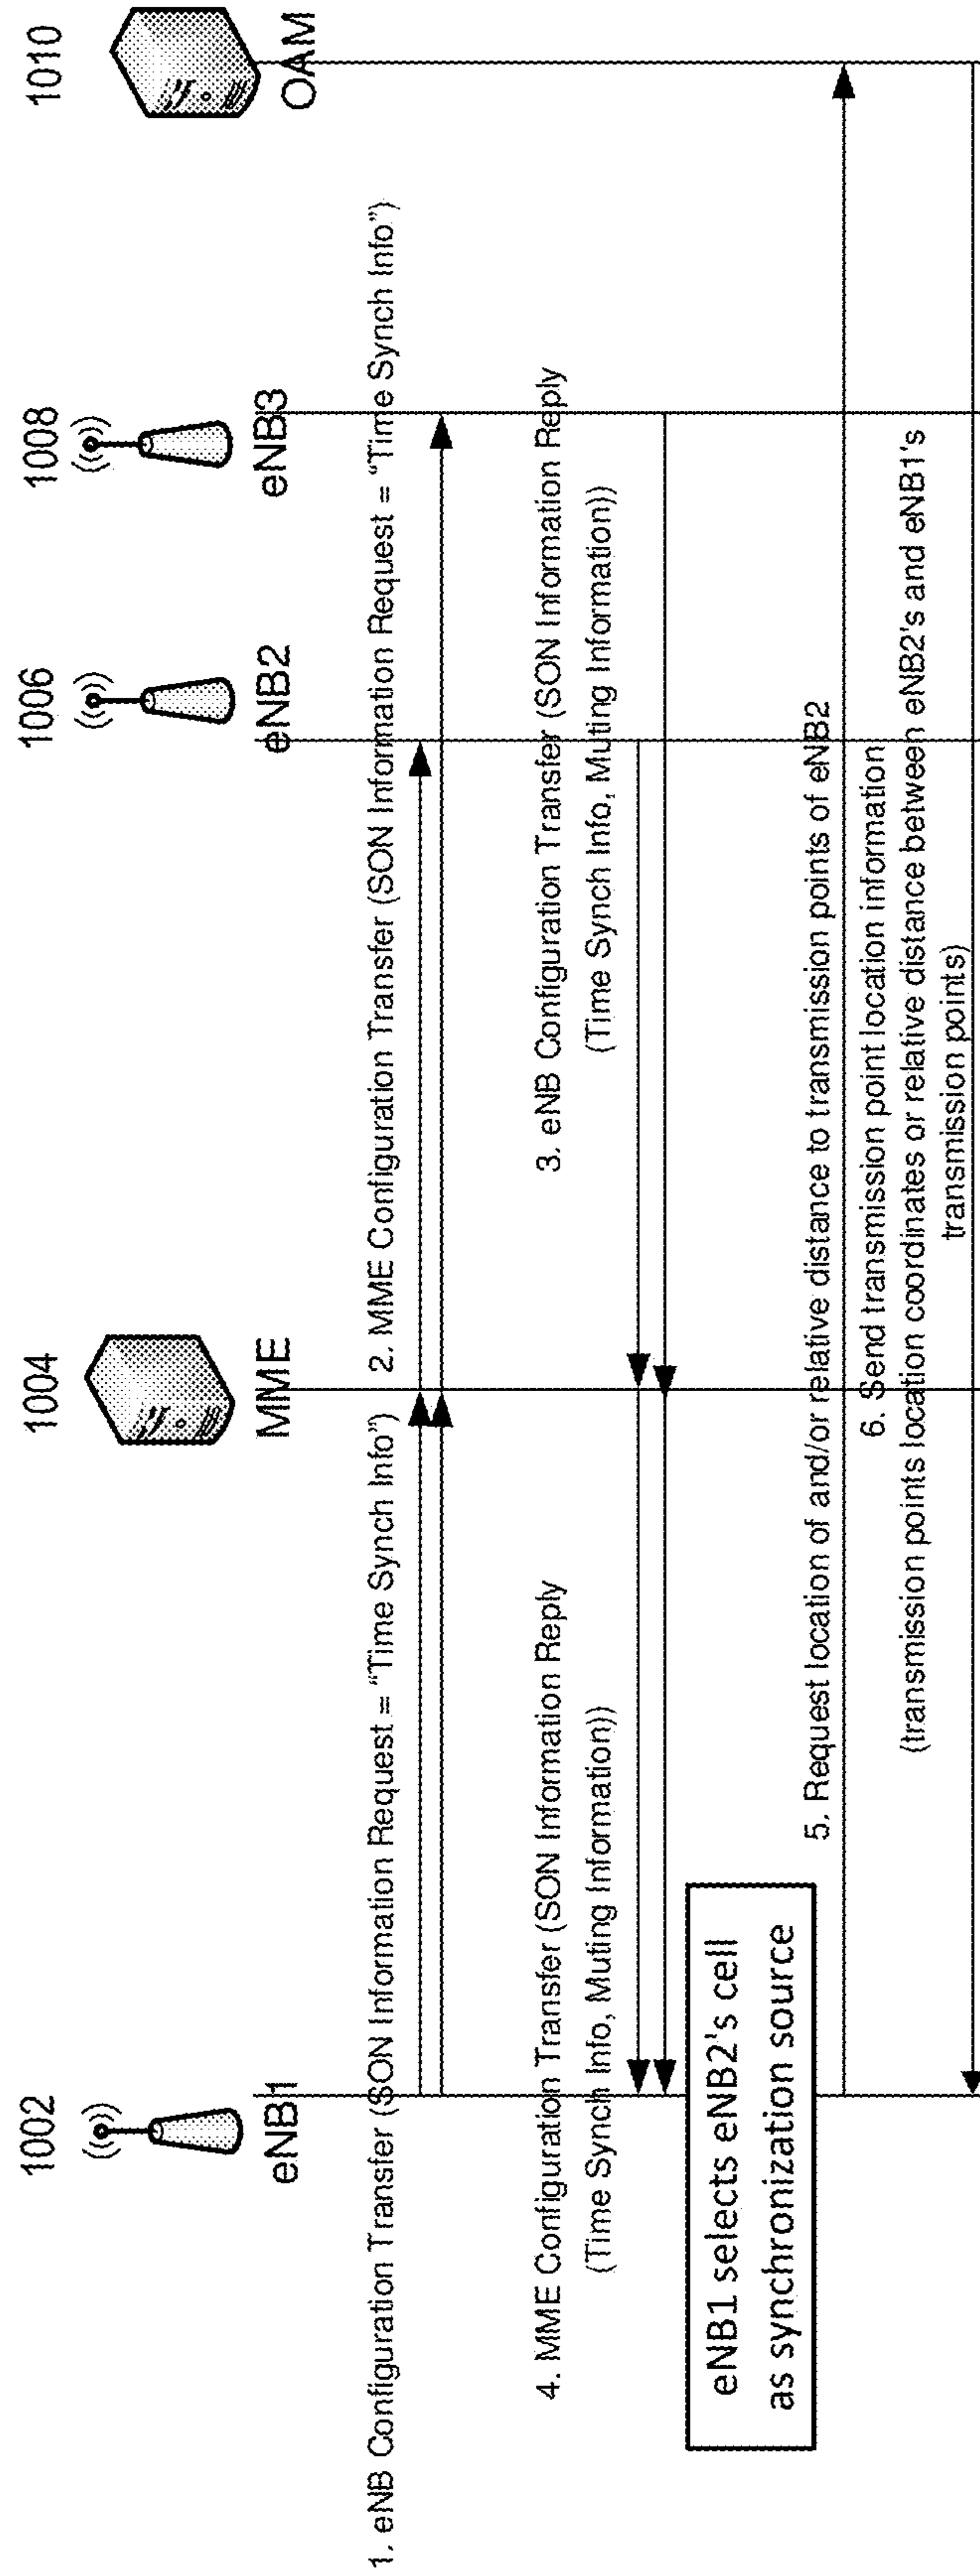 1002
1004
1006
1008
1010
eNB1
MME
eNB2
eNB3
OAM
1. eNB Configuration Transfer (SON Information Request = "Time Synch Info")
2. MME Configuration Transfer (SON Information Request = "Time Synch Info")
3. eNB Configuration Transfer (SON Information Reply
(Time Synch Info, Muting Information))
4. MME Configuration Transfer (SON Information Reply
(Time Synch Info, Muting Information))
eNB1 selects eNB2's cell
as synchronization source
5. Request location of and/or relative distance to transmission points of eNB2
6. Send transmission point location information
(transmission points location coordinates or relative distance between eNB2's and eNB1's
transmission points)